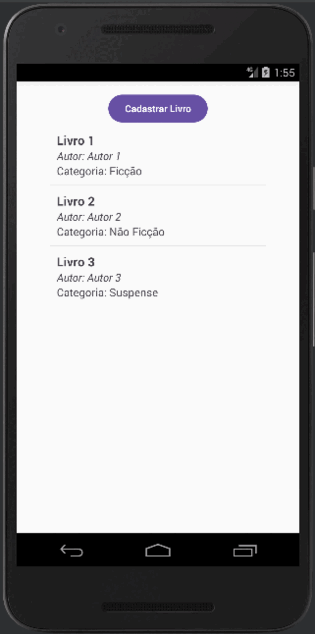 4G 1:55
Cadastrar Livro
Livro 1
Autor: Autor 1
Categoria: Ficção
Livro 2
Autor: Autor 2
Categoria: Não Ficção
Livro 3
Autor: Autor 3
Categoria: Suspense